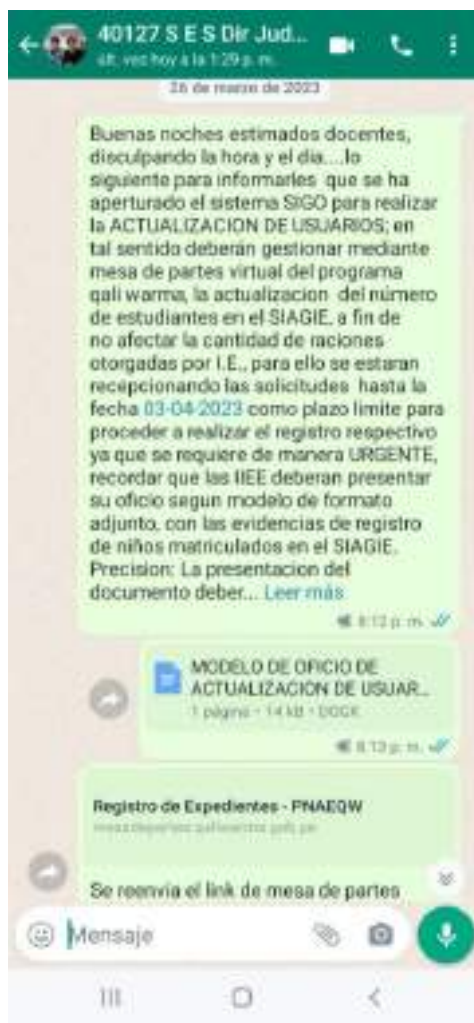 40127 S E S Dir Jud...
últ. vez hoy a la 1:29 p. m.
26 de marzo de 2023
Buenas noches estimados docentes,
disculpando la hora y el dia....lo
siguiente para informarles que se ha
aperturado el sistema SIGO para realizar
la ACTUALIZACION DE USUARIOS; en
tal sentido deberán gestionar mediante
mesa de partes virtual del programa
qali warma, la actualizacion del número
de estudiantes en el SIAGIE, a fin de
no afectar la cantidad de raciones
otorgadas por I.E., para ello se estaran
recepcionando las solicitudes hasta la
fecha 03-04-2023 como plazo limite para
proceder a realizar el registro respectivo
ya que se requiere de manera URGENTE,
recordar que las IIEE deberan presentar
su oficio segun modelo de formato
adjunto, con las evidencias de registro
de niños matriculados en el SIAGIE.
Precision: La presentacion del
documento deber... Leer más
8:12 p. m.
MODELO DE OFICIO DE
ACTUALIZACION DE USUAR...
1 página • 14 kB • DOCX
8:13 p. m.
Registro de Expedientes - PNAEQW
mesadepartes.qaliwarma.gob.pe
Se reenvia el link de mesa de partes
Mensaje